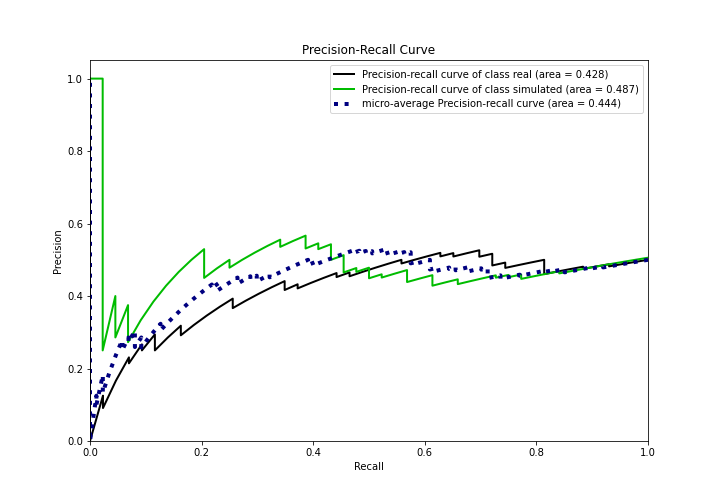 Precision-Recall Curve
Precision-recall curve of class real (area = 0.428)
Precision-recall curve of class simulated (area = 0.487)
micro-average Precision-recall curve (area = 0.444)
1.0
0.8
0.6
0.4
0.2
0.0
Precision
0.0 0.2 0.4 0.6 0.8 1.0
Recall